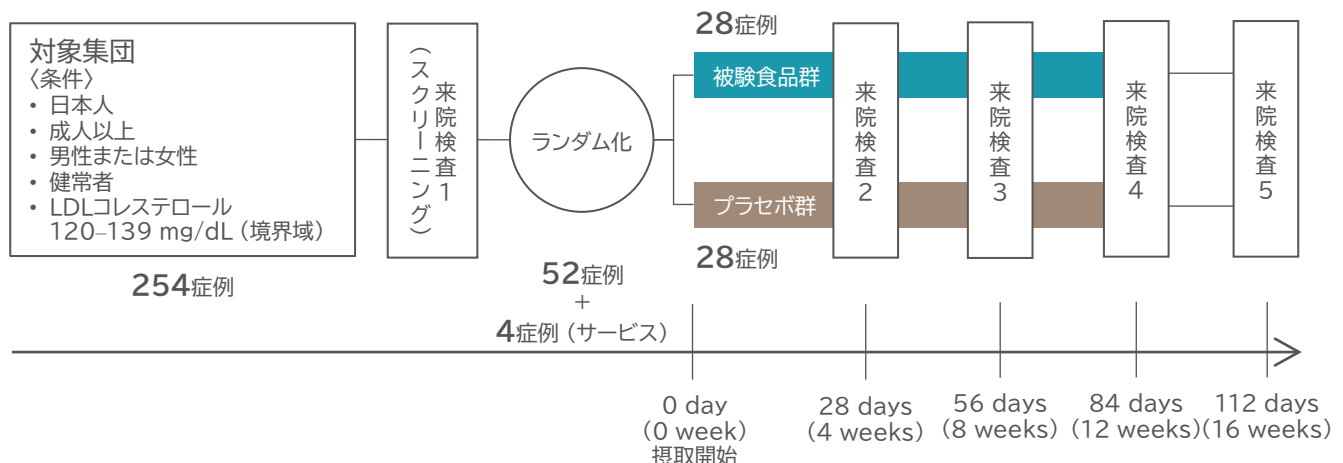 対象集団
〈条件〉
• 日本人
• 成人以上
• 男性または女性
• 健常者
• LDLコレステロール
120–139 mg/dL（境界域）
254症例
来院検査1
（スクリーニング）
ランダム化
52症例
+
4症例（サービス）
28症例
被験食品群
プラセボ群
28症例
来院検査2
来院検査3
来院検査4
来院検査5
0 day
(0 week)
摂取開始
28 days
(4 weeks)
56 days
(8 weeks)
84 days
(12 weeks)
112 days
(16 weeks)